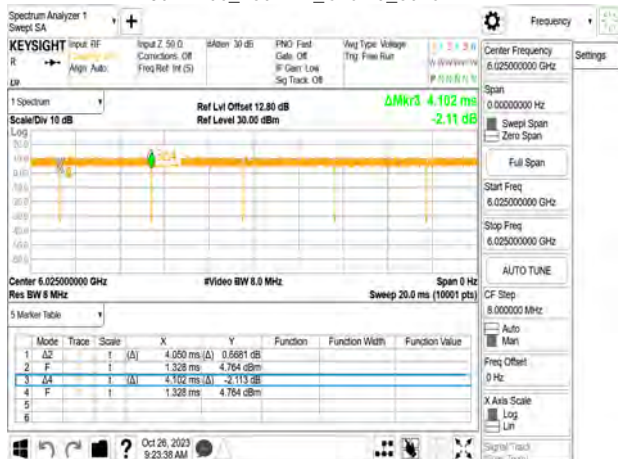 Spectrum Analyzer 1
Swept SA
+
Frequency
Settings
KEYSIGHT Input: RF
R
Align: Auto
Input Z: 50 Ω
Corrections: Off
Freq Ref: Int (S)
#Atten: 30 dB
PNO: Fast
Gate: Off
IF Gain: Low
Sig Track: Off
Avg Type: Voltage
Trig: Free Run
1 Spectrum
Scale/Div 10 dB
Log
Ref Lvl Offset 12.80 dB
Ref Level 30.00 dBm
ΔMkr3 4.102 ms
-2.11 dB
Center 6.025000000 GHz
Res BW 8 MHz
#Video BW 8.0 MHz
Span 0 Hz
Sweep 20.0 ms (10001 pts)
5 Marker Table
Mode Trace Scale X Y Function Function Width Function Value
1 Δ2 t (Δ) 4.050 ms (Δ) 0.6681 dB
2 F t 1.328 ms 4.764 dBm
3 Δ4 t (Δ) 4.102 ms (Δ) -2.113 dB
4 F t 1.328 ms 4.764 dBm
5
6
Center Frequency
6.025000000 GHz
Span
0.00000000 Hz
Swept Span
Zero Span
Full Span
Start Freq
6.025000000 GHz
Stop Freq
6.025000000 GHz
AUTO TUNE
CF Step
8.000000 MHz
Auto
Man
Freq Offset
0 Hz
X Axis Scale
Log
Lin
Signal Track
?
Oct 26, 2023
9:23:38 AM